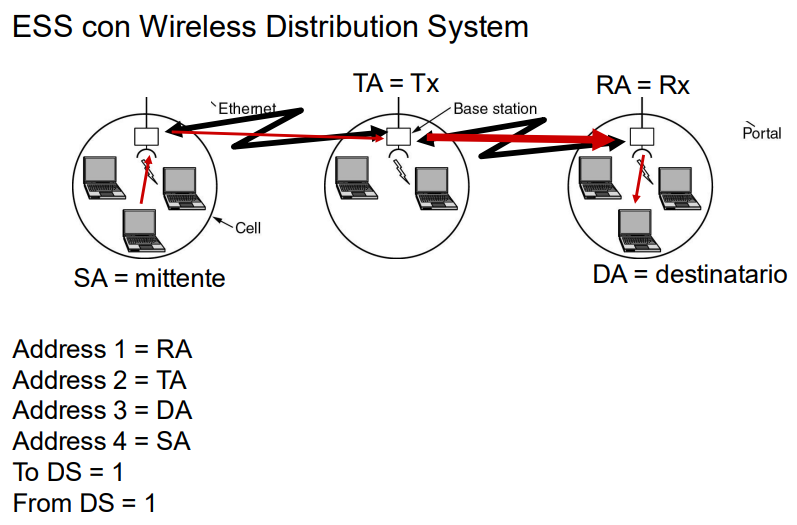 ESS con Wireless Distribution System
TA = Tx
RA = Rx
Ethernet
Base station
Portal
Cell
SA = mittente
DA = destinatario
Address 1 = RA
Address 2 = TA
Address 3 = DA
Address 4 = SA
To DS = 1
From DS = 1